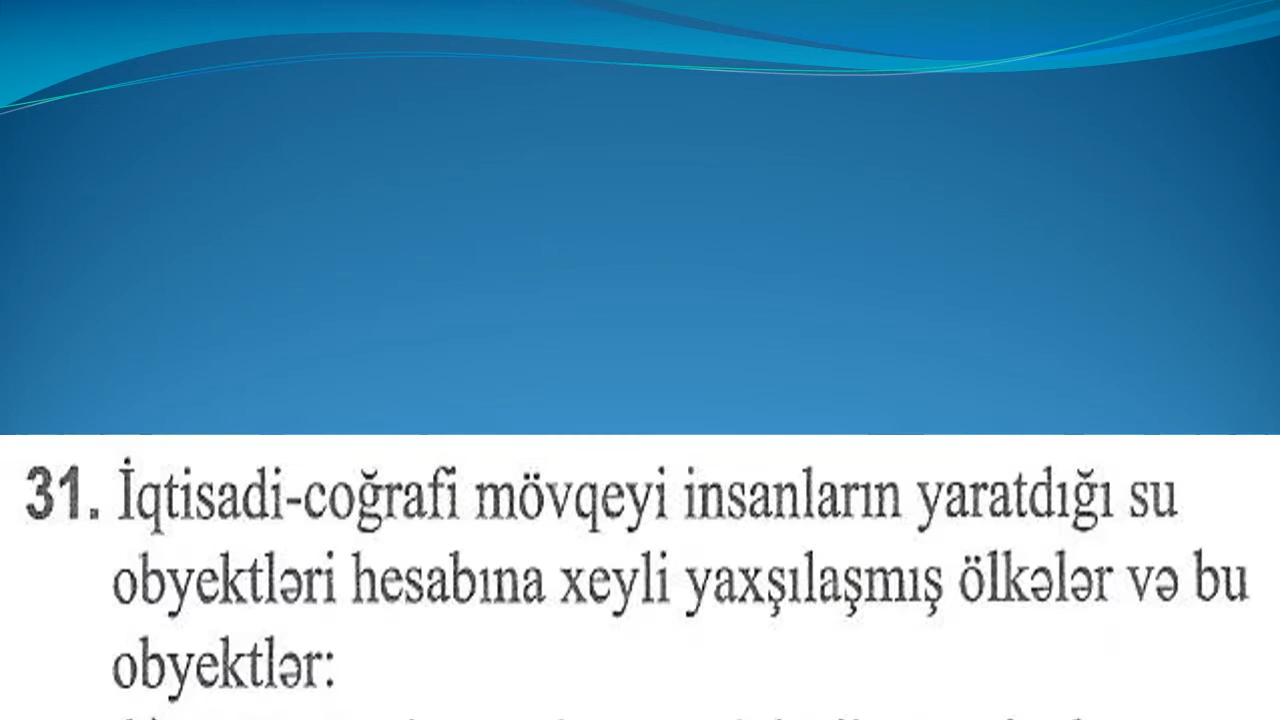 31. İqtisadi-coğrafi mövqeyi insanların yaratdığı su
obyektləri hesabına xeyli yaxşılaşmış ölkələr və bu
obyektlər: